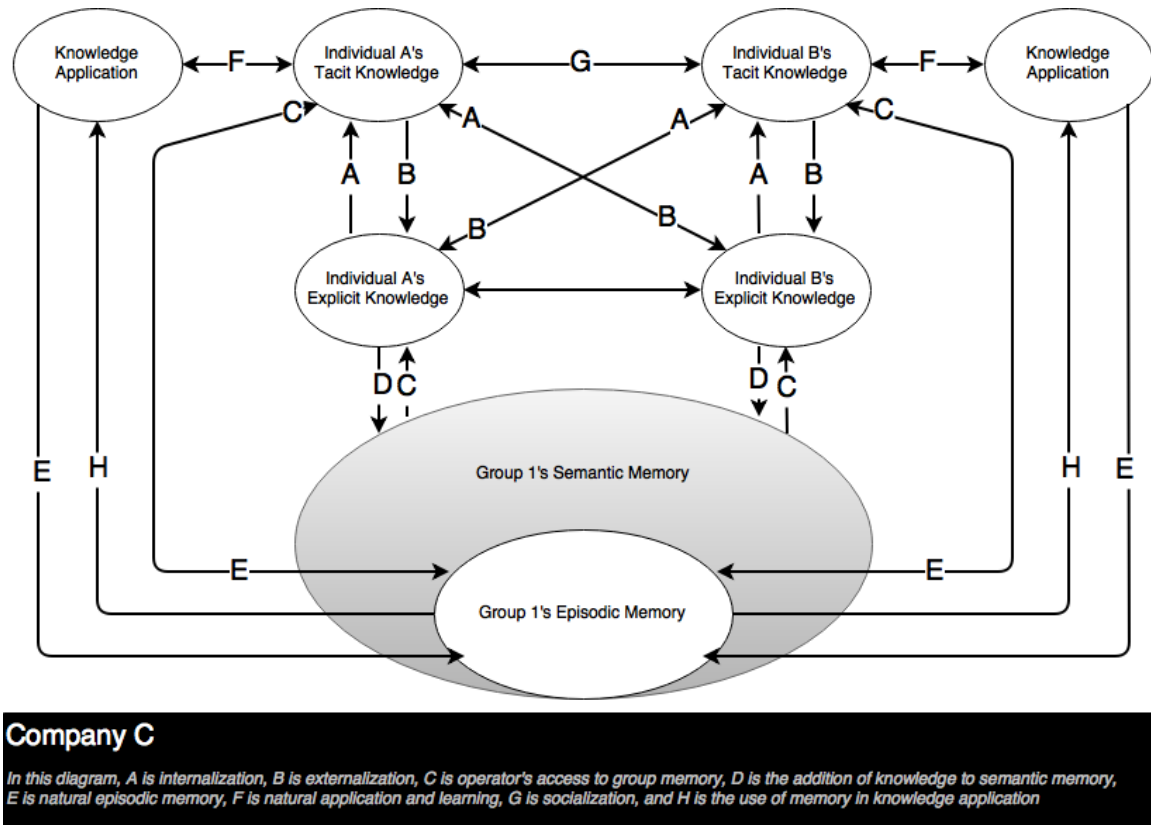 Knowledge
Application
F
Individual A's
Tacit Knowledge
G
Individual B's
Tacit Knowledge
F
Knowledge
Application
C
A
A
C
A
B
A
B
B
B
Individual A's
Explicit Knowledge
Individual B's
Explicit Knowledge
D
C
D
C
E
H
Group 1's Semantic Memory
H
E
E
E
Group 1's Episodic Memory
Company C
In this diagram, A is internalization, B is externalization, C is operator's access to group memory, D is the addition of knowledge to semantic memory,
E is natural episodic memory, F is natural application and learning, G is socialization, and H is the use of memory in knowledge application